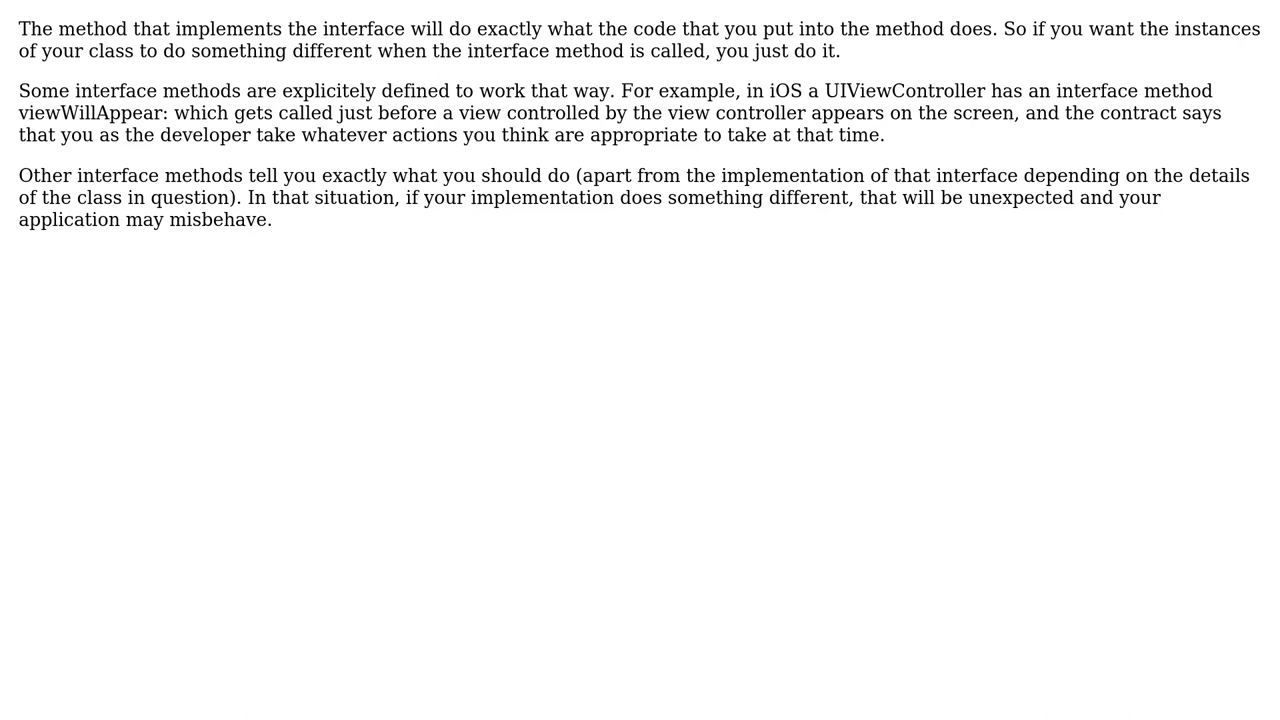 The method that implements the interface will do exactly what the code that you put into the method does. So if you want the instances
of your class to do something different when the interface method is called, you just do it.
Some interface methods are explicitely defined to work that way. For example, in iOS a UIViewController has an interface method
viewWillAppear: which gets called just before a view controlled by the view controller appears on the screen, and the contract says
that you as the developer take whatever actions you think are appropriate to take at that time.
Other interface methods tell you exactly what you should do (apart from the implementation of that interface depending on the details
of the class in question). In that situation, if your implementation does something different, that will be unexpected and your
application may misbehave.